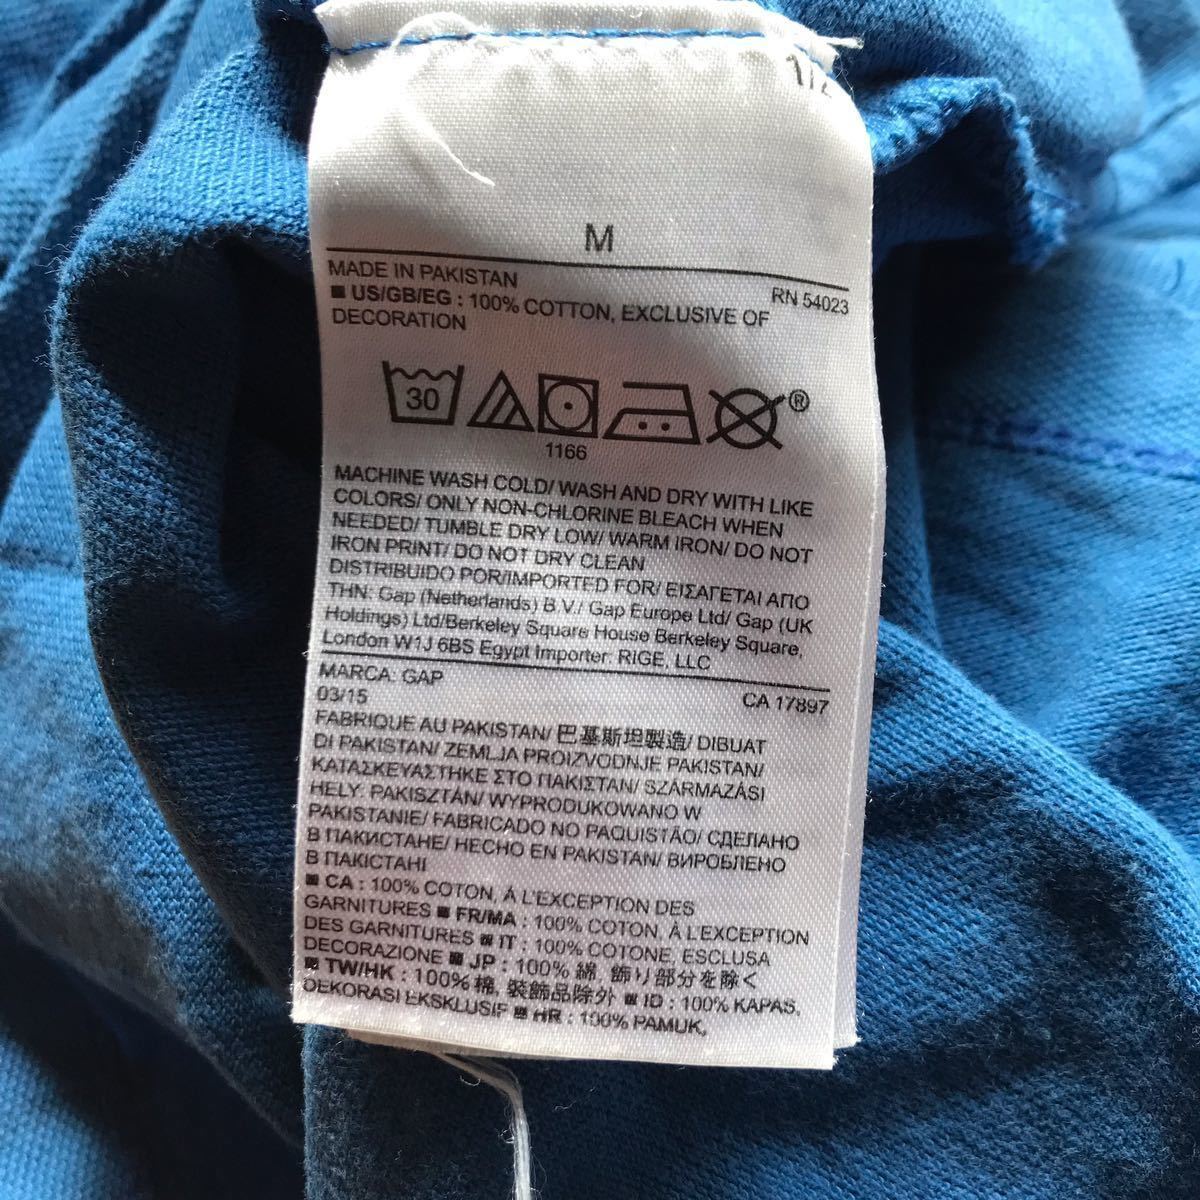 M
MADE IN PAKISTAN
RN 54023
■ US/GB/EG : 100% COTTON, EXCLUSIVE OF
DECORATION
30
®
1166
MACHINE WASH COLD/ WASH AND DRY WITH LIKE
COLORS/ ONLY NON-CHLORINE BLEACH WHEN
NEEDED/ TUMBLE DRY LOW/ WARM IRON/ DO NOT
IRON PRINT/ DO NOT DRY CLEAN
DISTRIBUIDO POR/IMPORTED FOR/ ΕΙΣΑΓΕΤΑΙ ΑΠΟ
ΤΗΝ: Gap (Netherlands) B.V./ Gap Europe Ltd/ Gap (UK
Holdings) Ltd/Berkeley Square House Berkeley Square,
London W1J 6BS Egypt Importer: RIGE, LLC
MARCA: GAP
03/15
CA 17897
FABRIQUE AU PAKISTAN/ 巴基斯坦製造/ DIBUAT
DI PAKISTAN/ ZEMLJA PROIZVODNJE PAKISTAN/
ΚΑΤΑΣΚΕΥΑΣΤΗΚΕ ΣΤΟ ΠΑΚΙΣΤΑΝ/ SZÁRMAZÁSI
HELY: PAKISZTÁN/ WYPRODUKOWANO W
PAKISTANIE/ FABRICADO NO PAQUISTÃO/ СДЕЛАНО
В ПАКИСТАНЕ/ HECHO EN PAKISTAN/ ВИРОБЛЕНО
В ПАКІСТАНІ
■ CA : 100% COTON, À L'EXCEPTION DES
GARNITURES ■ FR/MA : 100% COTON, À L'EXCEPTION
DES GARNITURES ■ IT : 100% COTONE, ESCLUSA
DECORAZIONE ■ JP : 100% 綿, 飾り部分を除く
■ TW/HK : 100% 棉, 裝飾品除外 ■ ID : 100% KAPAS,
DEKORASI EKSKLUSIF ■ HR : 100% PAMUK,